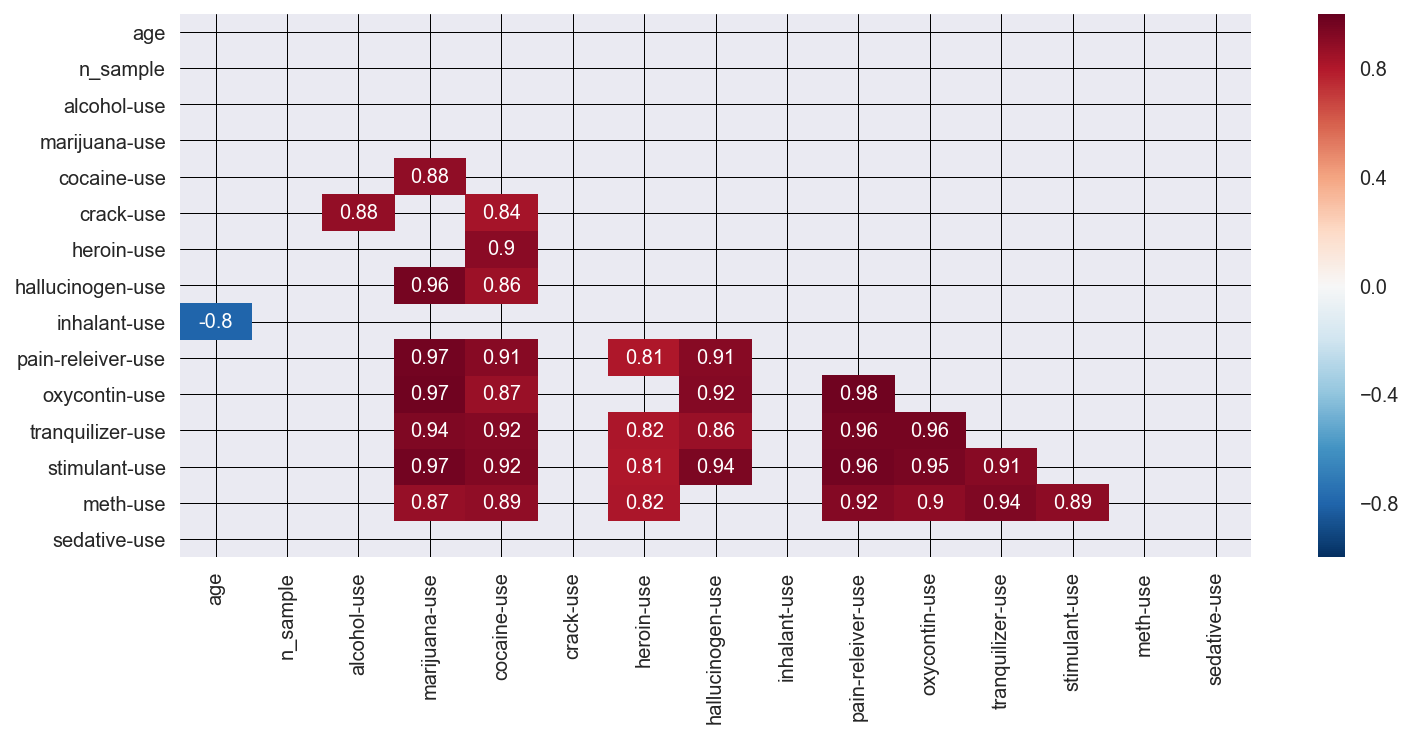 age
n_sample
alcohol-use
marijuana-use
cocaine-use 0.88
crack-use 0.88 0.84
heroin-use 0.9
hallucinogen-use 0.96 0.86
inhalant-use -0.8
pain-releiver-use 0.97 0.91 0.81 0.91
oxycontin-use 0.97 0.87 0.92 0.98
tranquilizer-use 0.94 0.92 0.82 0.86 0.96 0.96
stimulant-use 0.97 0.92 0.81 0.94 0.96 0.95 0.91
meth-use 0.87 0.89 0.82 0.92 0.9 0.94 0.89
sedative-use
age
n_sample
alcohol-use
marijuana-use
cocaine-use
crack-use
heroin-use
hallucinogen-use
inhalant-use
pain-releiver-use
oxycontin-use
tranquilizer-use
stimulant-use
meth-use
sedative-use
0.8
0.4
0.0
−0.4
−0.8